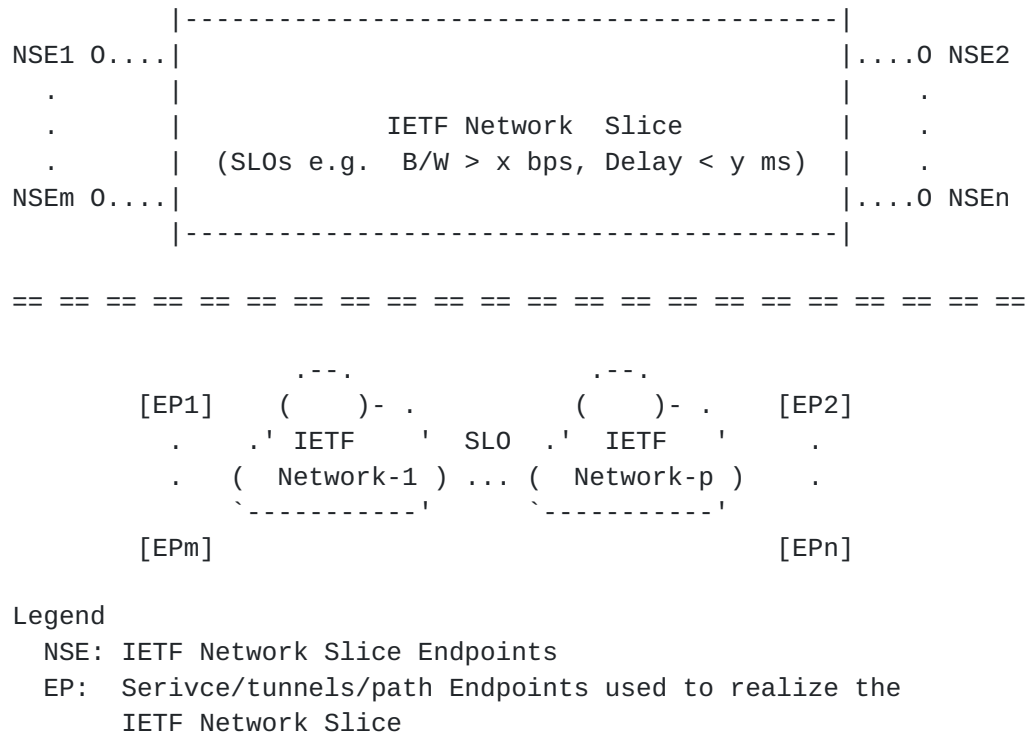 |------------------------------------------|
NSE1 O....|                                          |....O NSE2
  .       |                                          |    .
  .       |             IETF Network  Slice          |    .
  .       |  (SLOs e.g.  B/W > x bps, Delay < y ms)  |    .
NSEm O....|                                          |....O NSEn
          |------------------------------------------|
== == == == == == == == == == == == == == == == == == == == == ==
                  .--.               .--.
        [EP1]    (    )- .          (    )- .    [EP2]
          .    .' IETF    '  SLO  .'  IETF   '     .
          .   (  Network-1 ) ... (  Network-p )    .
              `-----------'      `-----------'
        [EPm]                                    [EPn]
Legend
  NSE: IETF Network Slice Endpoints
  EP:  Serivce/tunnels/path Endpoints used to realize the
       IETF Network Slice